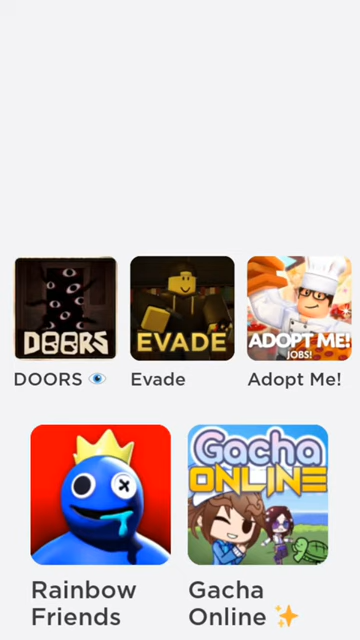 DOORS
EVADE
ADOPT ME!
JOBS!
DOORS 👁️
Evade
Adopt Me!
Gacha
ONLINE
Rainbow
Friends
Gacha
Online ✨